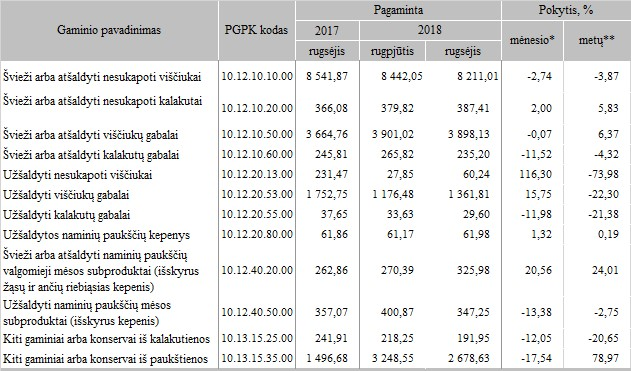 Gaminio pavadinimas PGPK kodas Pagaminta Pokytis, %
2017 2018 mėnesio* metų**
rugsėjis rugpjūtis rugsėjis
Švieži arba atšaldyti nesukapoti viščiukai 10.12.10.10.00 8 541,87 8 442,05 8 211,01 -2,74 -3,87
Švieži arba atšaldyti nesukapoti kalakutai 10.12.10.20.00 366,08 379,82 387,41 2,00 5,83
Švieži arba atšaldyti viščiukų gabalai 10.12.10.50.00 3 664,76 3 901,02 3 898,13 -0,07 6,37
Švieži arba atšaldyti kalakutų gabalai 10.12.10.60.00 245,81 265,82 235,20 -11,52 -4,32
Užšaldyti nesukapoti viščiukai 10.12.20.13.00 231,47 27,85 60,24 116,30 -73,98
Užšaldyti viščiukų gabalai 10.12.20.53.00 1 752,75 1 176,48 1 361,81 15,75 -22,30
Užšaldyti kalakutų gabalai 10.12.20.55.00 37,65 33,63 29,60 -11,98 -21,38
Užšaldytos naminių paukščių kepenys 10.12.20.80.00 61,86 61,17 61,98 1,32 0,19
Švieži arba atšaldyti naminių paukščių
valgomieji mėsos subproduktai (išskyrus 10.12.40.20.00 262,86 270,39 325,98 20,56 24,01
žąsų ir ančių riebiąsias kepenis)
Užšaldyti naminių paukščių mėsos
subproduktai (išskyrus kepenis) 10.12.40.50.00 357,07 400,87 347,25 -13,38 -2,75
Kiti gaminiai arba konservai iš kalakutienos 10.13.15.25.00 241,91 218,25 191,95 -12,05 -20,65
Kiti gaminiai arba konservai iš paukštienos 10.13.15.35.00 1 496,68 3 248,55 2 678,63 -17,54 78,97